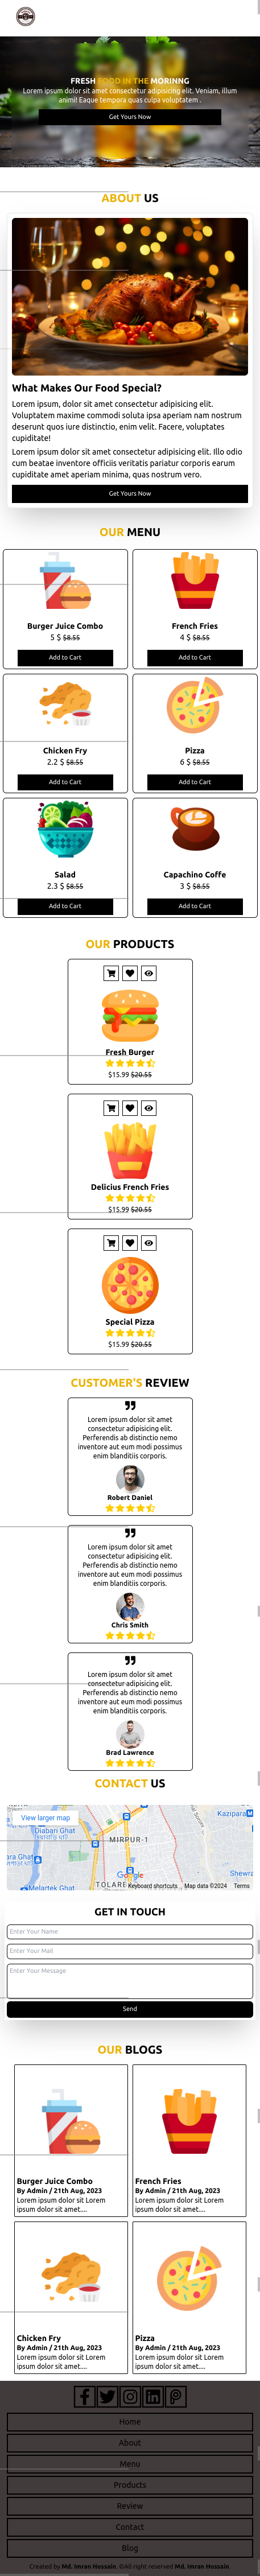 FRESH FOOD IN THE MORINNG
Lorem ipsum dolor sit amet consectetur adipisicing elit. Veniam, illum
animi! Eaque tempora quas culpa voluptatem .
Get Yours Now
ABOUT US
What Makes Our Food Special?
Lorem, ipsum dolor sit amet consectetur adipisicing elit.
Voluptatem maxime commodi soluta ipsa aperiam nam nostrum
deserunt quos iure distinctio, enim velit. Facere, voluptates
cupiditate!
Lorem ipsum dolor sit amet consectetur adipisicing elit. Illo odio
cum beatae inventore officiis veritatis pariatur corporis earum
cupiditate amet aperiam minima, quas nostrum vero.
Get Yours Now
OUR MENU
Burger Juice Combo
5 $ $8.55
Add to Cart
French Fries
4 $ $8.55
Add to Cart
Chicken Fry
2.2 $ $8.55
Add to Cart
Pizza
6 $ $8.55
Add to Cart
Salad
2.3 $ $8.55
Add to Cart
Capachino Coffe
3 $ $8.55
Add to Cart
OUR PRODUCTS
Fresh Burger
$15.99 $20.55
Delicius French Fries
$15.99 $20.55
Special Pizza
$15.99 $20.55
CUSTOMER'S REVIEW
Lorem ipsum dolor sit amet
consectetur adipisicing elit.
Perferendis ab distinctio nemo
inventore aut eum modi possimus
enim blanditiis corporis.
Robert Daniel
Lorem ipsum dolor sit amet
consectetur adipisicing elit.
Perferendis ab distinctio nemo
inventore aut eum modi possimus
enim blanditiis corporis.
Chris Smith
Lorem ipsum dolor sit amet
consectetur adipisicing elit.
Perferendis ab distinctio nemo
inventore aut eum modi possimus
enim blanditiis corporis.
Brad Lawrence
CONTACT US
View larger map
Kazipara
Diabari Ghat
MIRPUR-1
ara Ghat
Google
Shewra
Melartek Ghat
TOLAR
Keyboard shortcuts Map data ©2024 Terms
GET IN TOUCH
Enter Your Name
Enter Your Mail
Enter Your Message
Send
OUR BLOGS
Burger Juice Combo
By Admin / 21th Aug, 2023
Lorem ipsum dolor sit Lorem
ipsum dolor sit amet....
French Fries
By Admin / 21th Aug, 2023
Lorem ipsum dolor sit Lorem
ipsum dolor sit amet....
Chicken Fry
By Admin / 21th Aug, 2023
Lorem ipsum dolor sit Lorem
ipsum dolor sit amet....
Pizza
By Admin / 21th Aug, 2023
Lorem ipsum dolor sit Lorem
ipsum dolor sit amet....
Home
About
Menu
Products
Review
Contact
Blog
Created by Md. Imran Hossain. ©All right reserved Md. Imran Hossain.